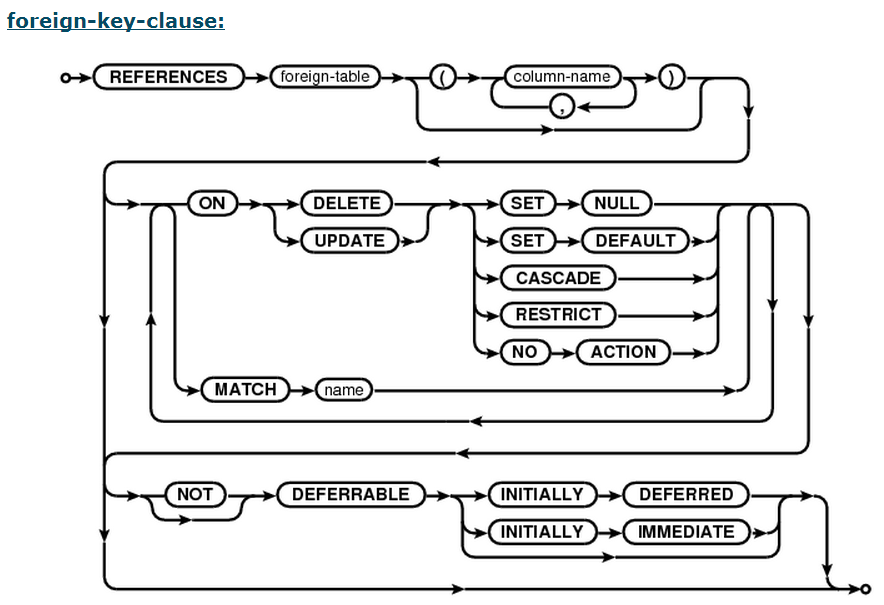 foreign-key-clause:
REFERENCES foreign-table ( column-name )
,
ON DELETE SET NULL
UPDATE SET DEFAULT
CASCADE
RESTRICT
NO ACTION
MATCH name
NOT DEFERRABLE INITIALLY DEFERRED
INITIALLY IMMEDIATE